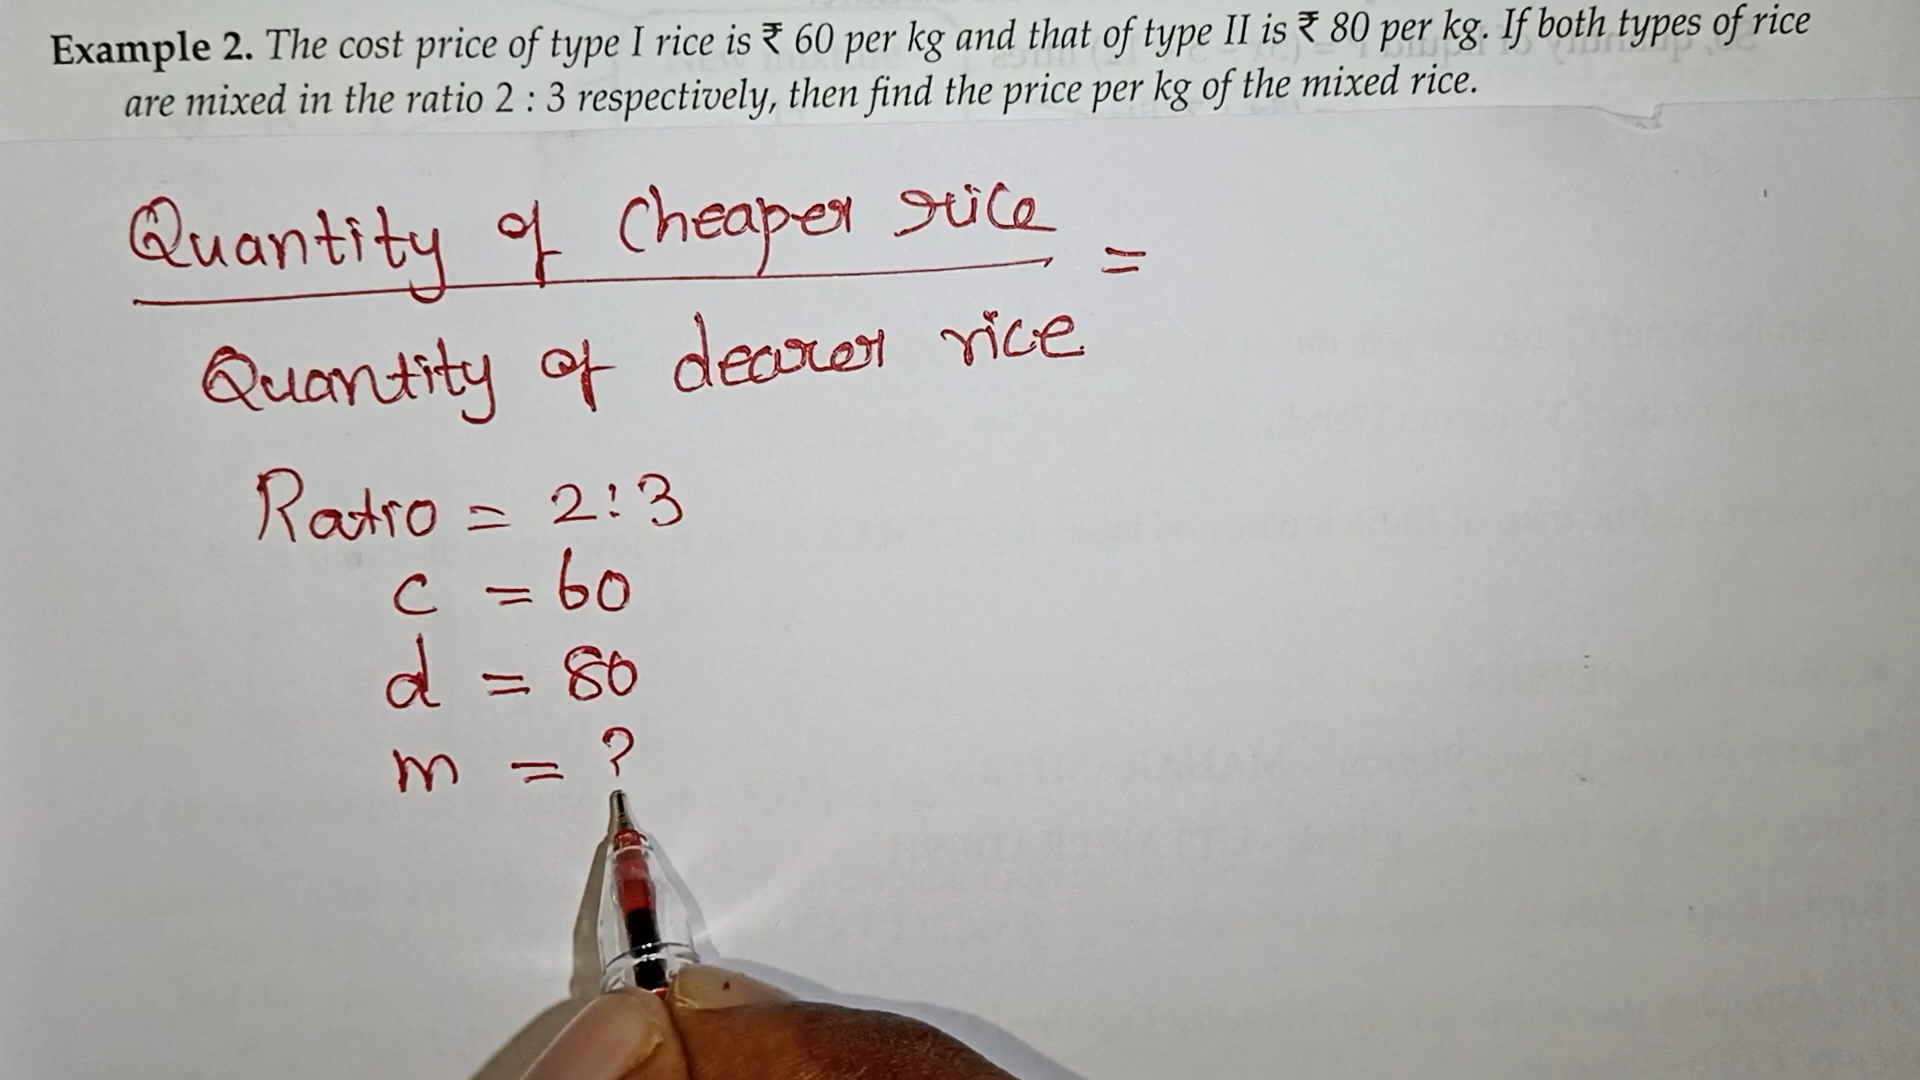 Example 2. The cost price of type I rice is ₹ 60 per kg and that of type II is ₹ 80 per kg. If both types of rice
are mixed in the ratio 2 : 3 respectively, then find the price per kg of the mixed rice.
Quantity of Cheaper rice =
Quantity of dearer rice
Ratio = 2:3
c = 60
d = 80
m = ?